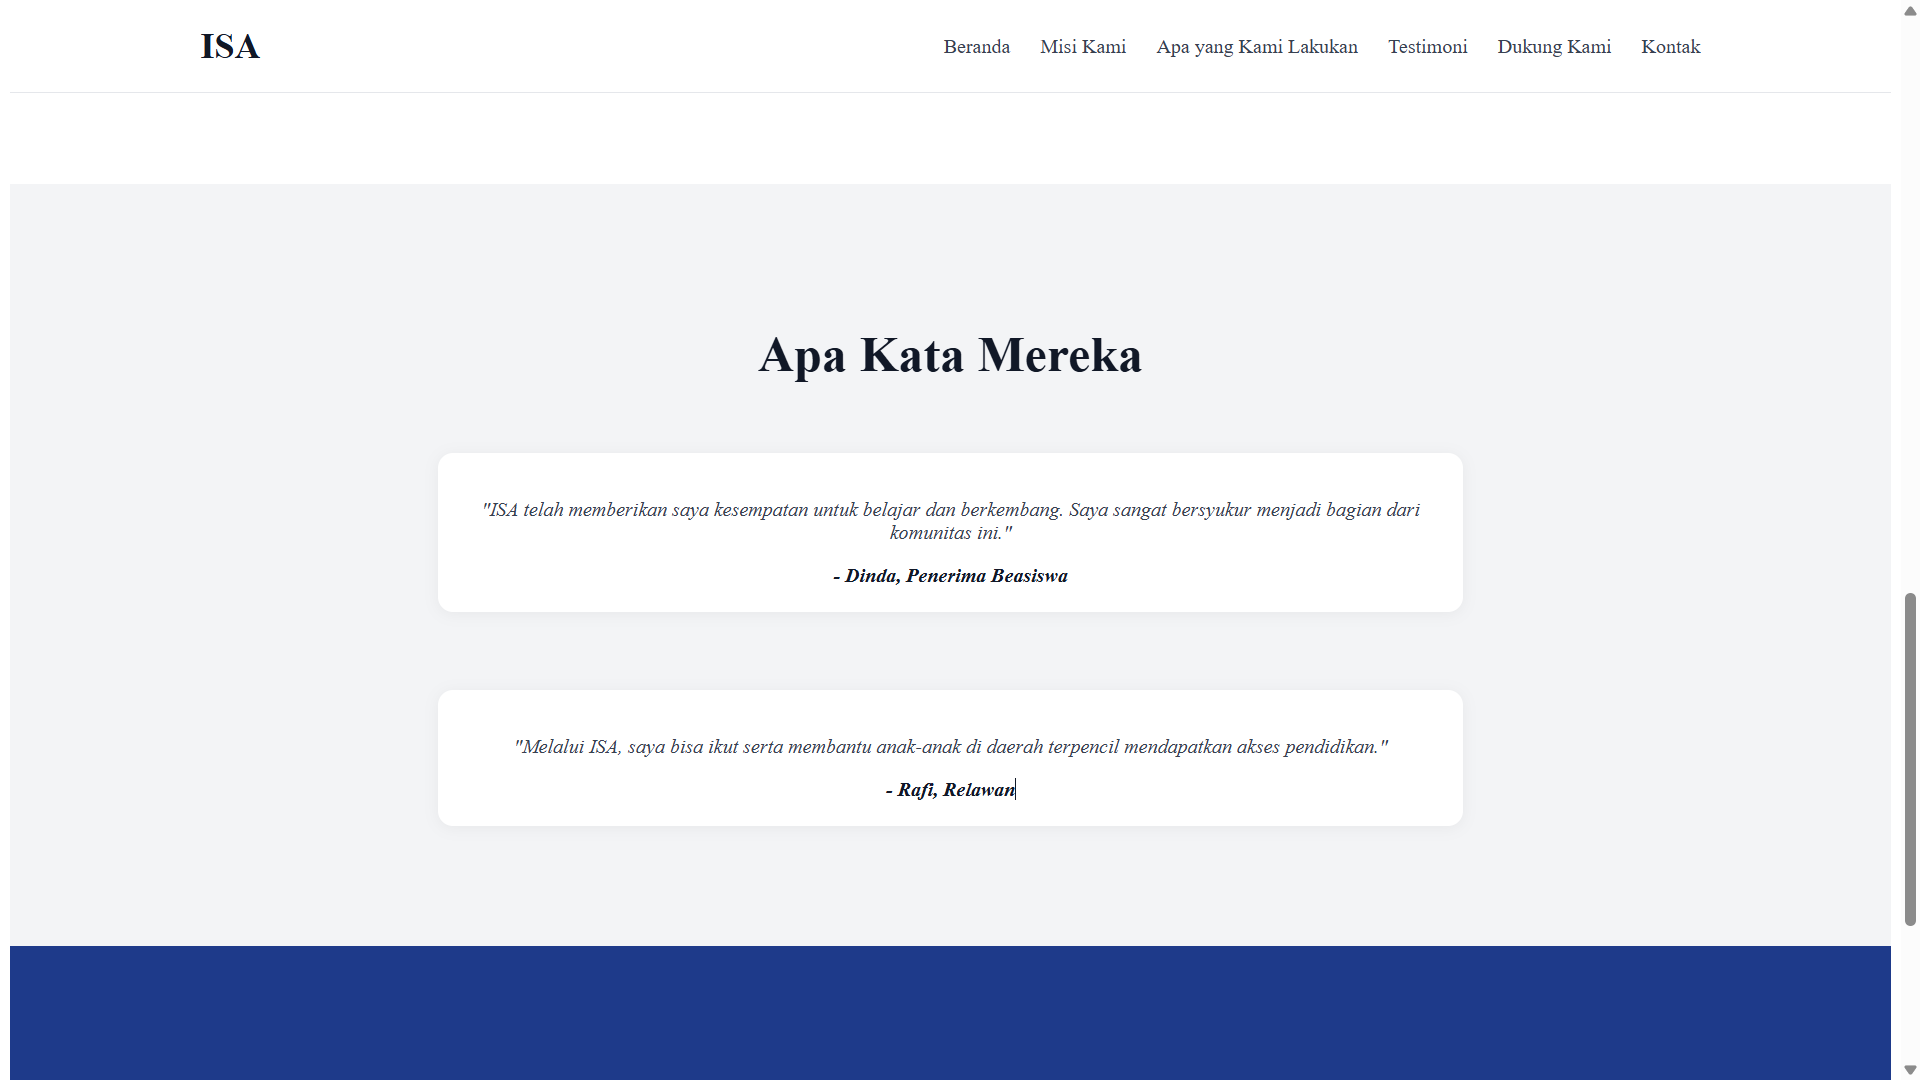 ISA
Beranda
Misi Kami
Apa yang Kami Lakukan
Testimoni
Dukung Kami
Kontak
Apa Kata Mereka
"ISA telah memberikan saya kesempatan untuk belajar dan berkembang. Saya sangat bersyukur menjadi bagian dari
komunitas ini."
- Dinda, Penerima Beasiswa
"Melalui ISA, saya bisa ikut serta membantu anak-anak di daerah terpencil mendapatkan akses pendidikan."
- Rafi, Relawan